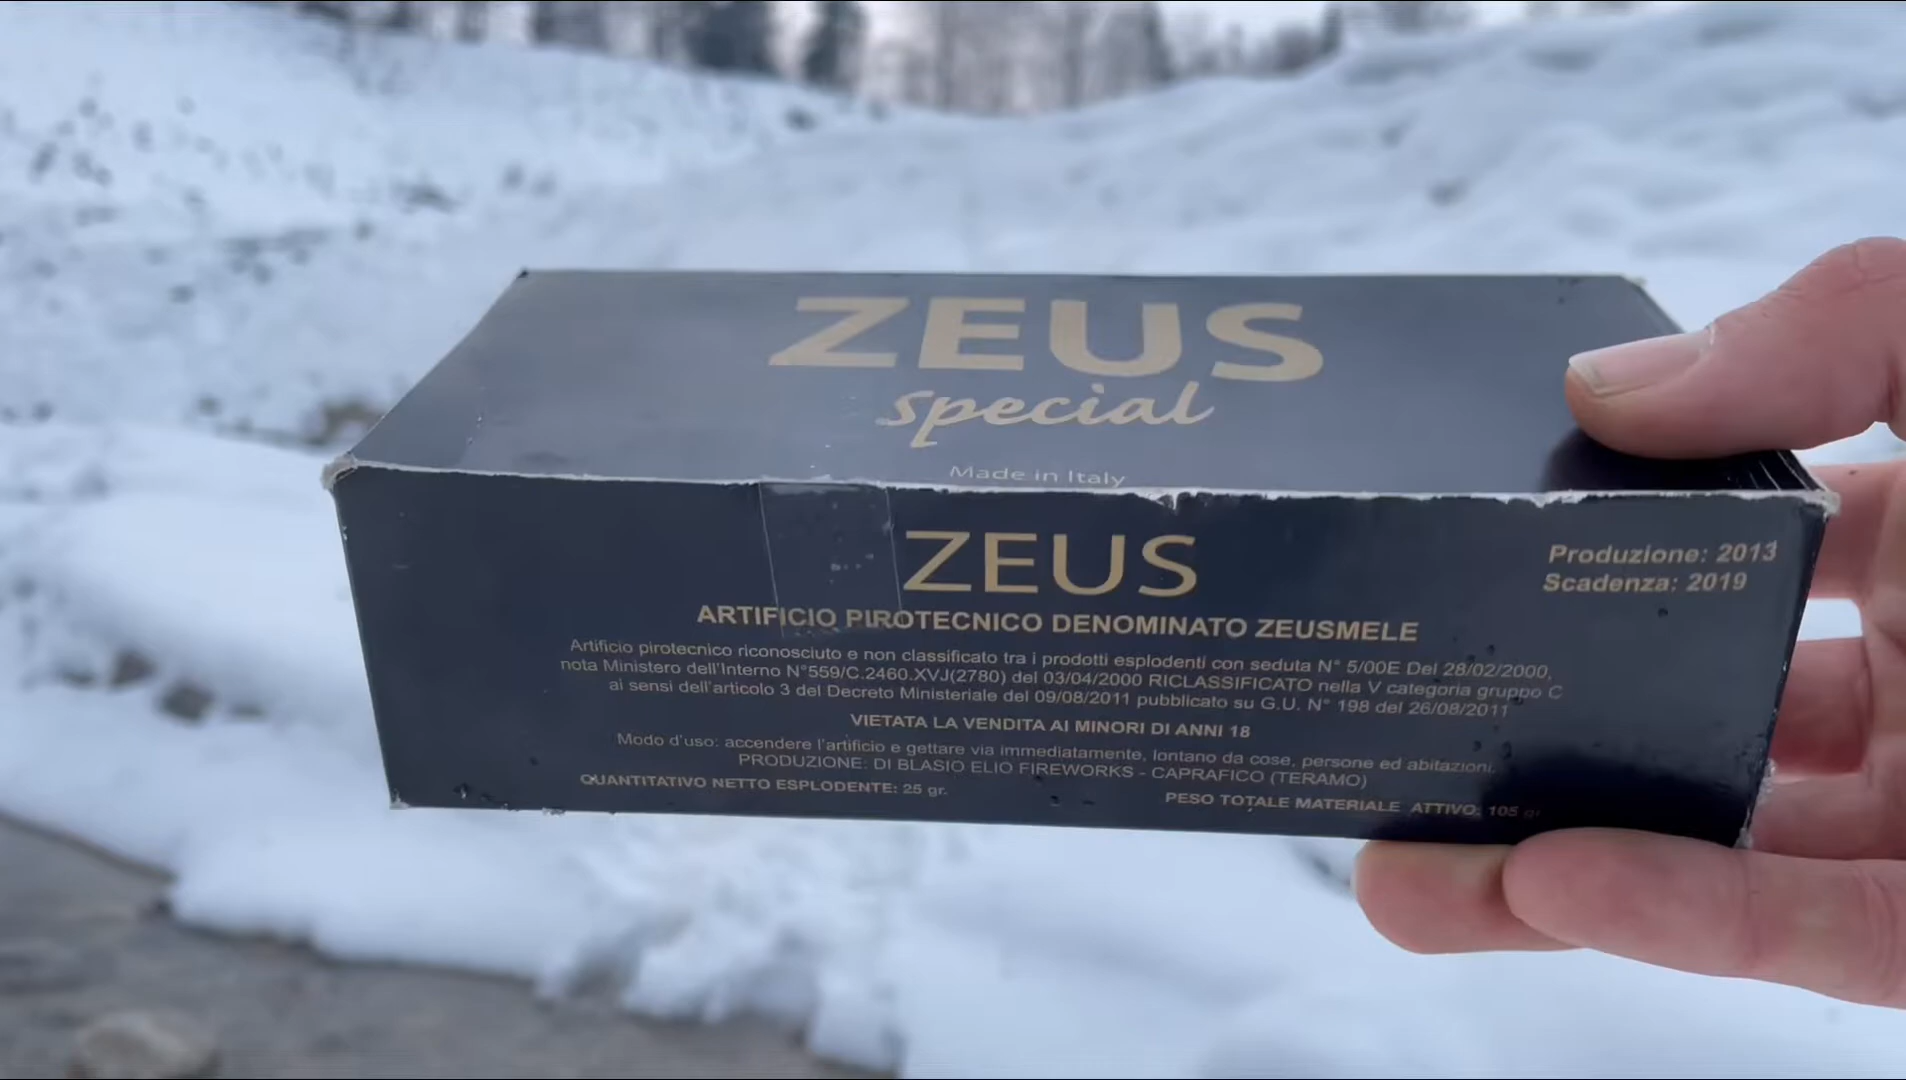 ZEUS
specìal
Made in Italy
ZEUS
Produzione: 2013
Scadenza: 2019
ARTIFICIO PIROTECNICO DENOMINATO ZEUSMELE
Artificio pirotecnico riconosciuto e non classificato tra i prodotti esplodenti con seduta N° 5/00E Del 28/02/2000,
nota Ministero dell'Interno N°559/C.2460.XVJ(2780) del 03/04/2000 RICLASSIFICATO nella V categoria gruppo C
ai sensi dell'articolo 3 del Decreto Ministeriale del 09/08/2011 pubblicato su G.U. N° 198 del 26/08/2011
VIETATA LA VENDITA AI MINORI DI ANNI 18
Modo d'uso: accendere l'artificio e gettare via immediatamente, lontano da cose, persone ed abitazioni.
PRODUZIONE: DI BLASIO ELIO FIREWORKS - CAPRAFICO (TERAMO)
QUANTITATIVO NETTO ESPLODENTE: 25 gr.
PESO TOTALE MATERIALE ATTIVO: 105 gr